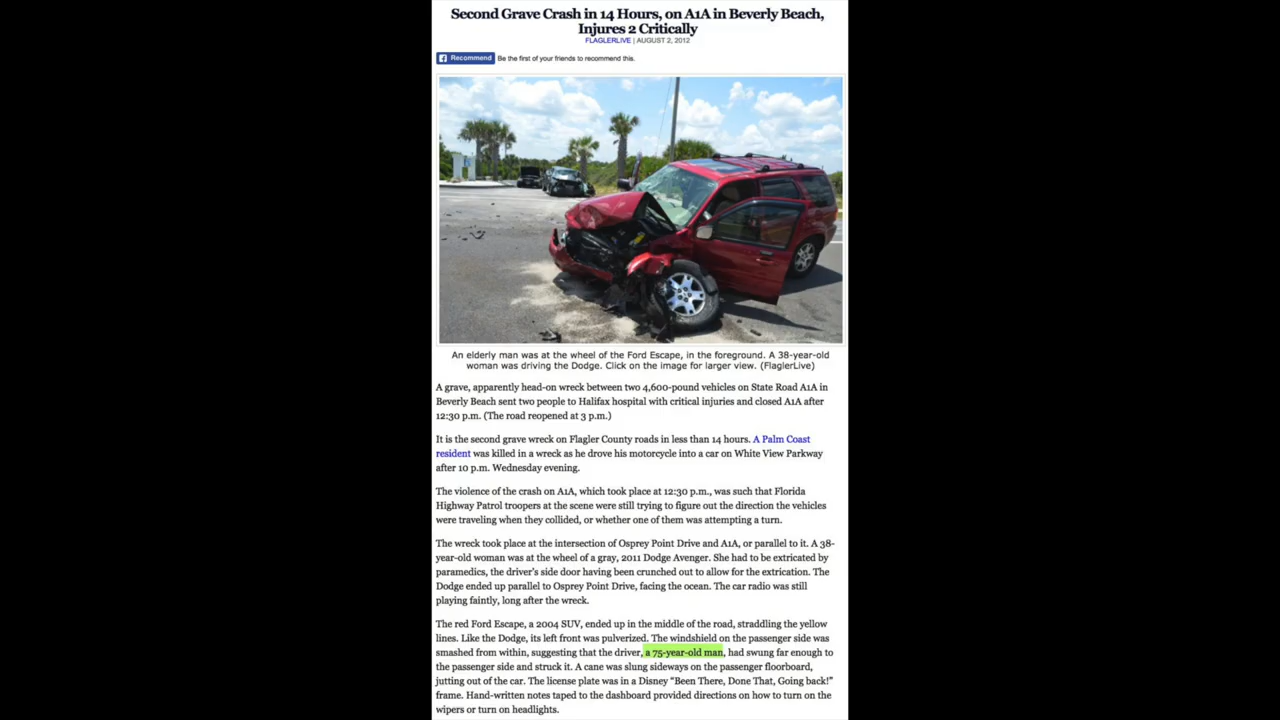 Second Grave Crash in 14 Hours, on A1A in Beverly Beach,
Injures 2 Critically
FLAGLERLIVE | AUGUST 2, 2012
Recommend Be the first of your friends to recommend this.
An elderly man was at the wheel of the Ford Escape, in the foreground. A 38-year-old
woman was driving the Dodge. Click on the image for larger view. (FlaglerLive)
A grave, apparently head-on wreck between two 4,600-pound vehicles on State Road A1A in
Beverly Beach sent two people to Halifax hospital with critical injuries and closed A1A after
12:30 p.m. (The road reopened at 3 p.m.)
It is the second grave wreck on Flagler County roads in less than 14 hours. A Palm Coast
resident was killed in a wreck as he drove his motorcycle into a car on White View Parkway
after 10 p.m. Wednesday evening.
The violence of the crash on A1A, which took place at 12:30 p.m., was such that Florida
Highway Patrol troopers at the scene were still trying to figure out the direction the vehicles
were traveling when they collided, or whether one of them was attempting a turn.
The wreck took place at the intersection of Osprey Point Drive and A1A, or parallel to it. A 38-
year-old woman was at the wheel of a gray, 2011 Dodge Avenger. She had to be extricated by
paramedics, the driver's side door having been crunched out to allow for the extrication. The
Dodge ended up parallel to Osprey Point Drive, facing the ocean. The car radio was still
playing faintly, long after the wreck.
The red Ford Escape, a 2004 SUV, ended up in the middle of the road, straddling the yellow
lines. Like the Dodge, its left front was pulverized. The windshield on the passenger side was
smashed from within, suggesting that the driver, a 75-year-old man, had swung far enough to
the passenger side and struck it. A cane was slung sideways on the passenger floorboard,
jutting out of the car. The license plate was in a Disney "Been There, Done That, Going back!"
frame. Hand-written notes taped to the dashboard provided directions on how to turn on the
wipers or turn on headlights.